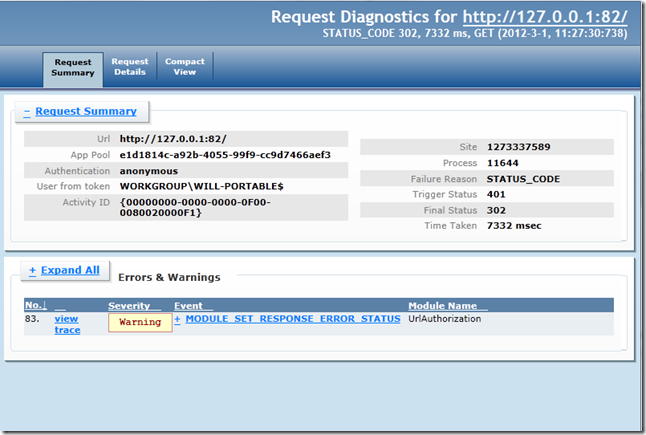 Request Diagnostics for http://127.0.0.1:82/
STATUS_CODE 302, 7332 ms, GET (2012-3-1, 11:27:30:738)
Request Summary
Request Details
Compact View
− Request Summary
Url http://127.0.0.1:82/
App Pool e1d1814c-a92b-4055-99f9-cc9d7466aef3
Authentication anonymous
User from token WORKGROUP\WILL-PORTABLE$
Activity ID {00000000-0000-0000-0F00-
0080020000F1}
Site 1273337589
Process 11644
Failure Reason STATUS_CODE
Trigger Status 401
Final Status 302
Time Taken 7332 msec
+ Expand All Errors & Warnings
No.↓ Severity Event Module Name
83. view trace Warning + MODULE_SET_RESPONSE_ERROR_STATUS UrlAuthorization